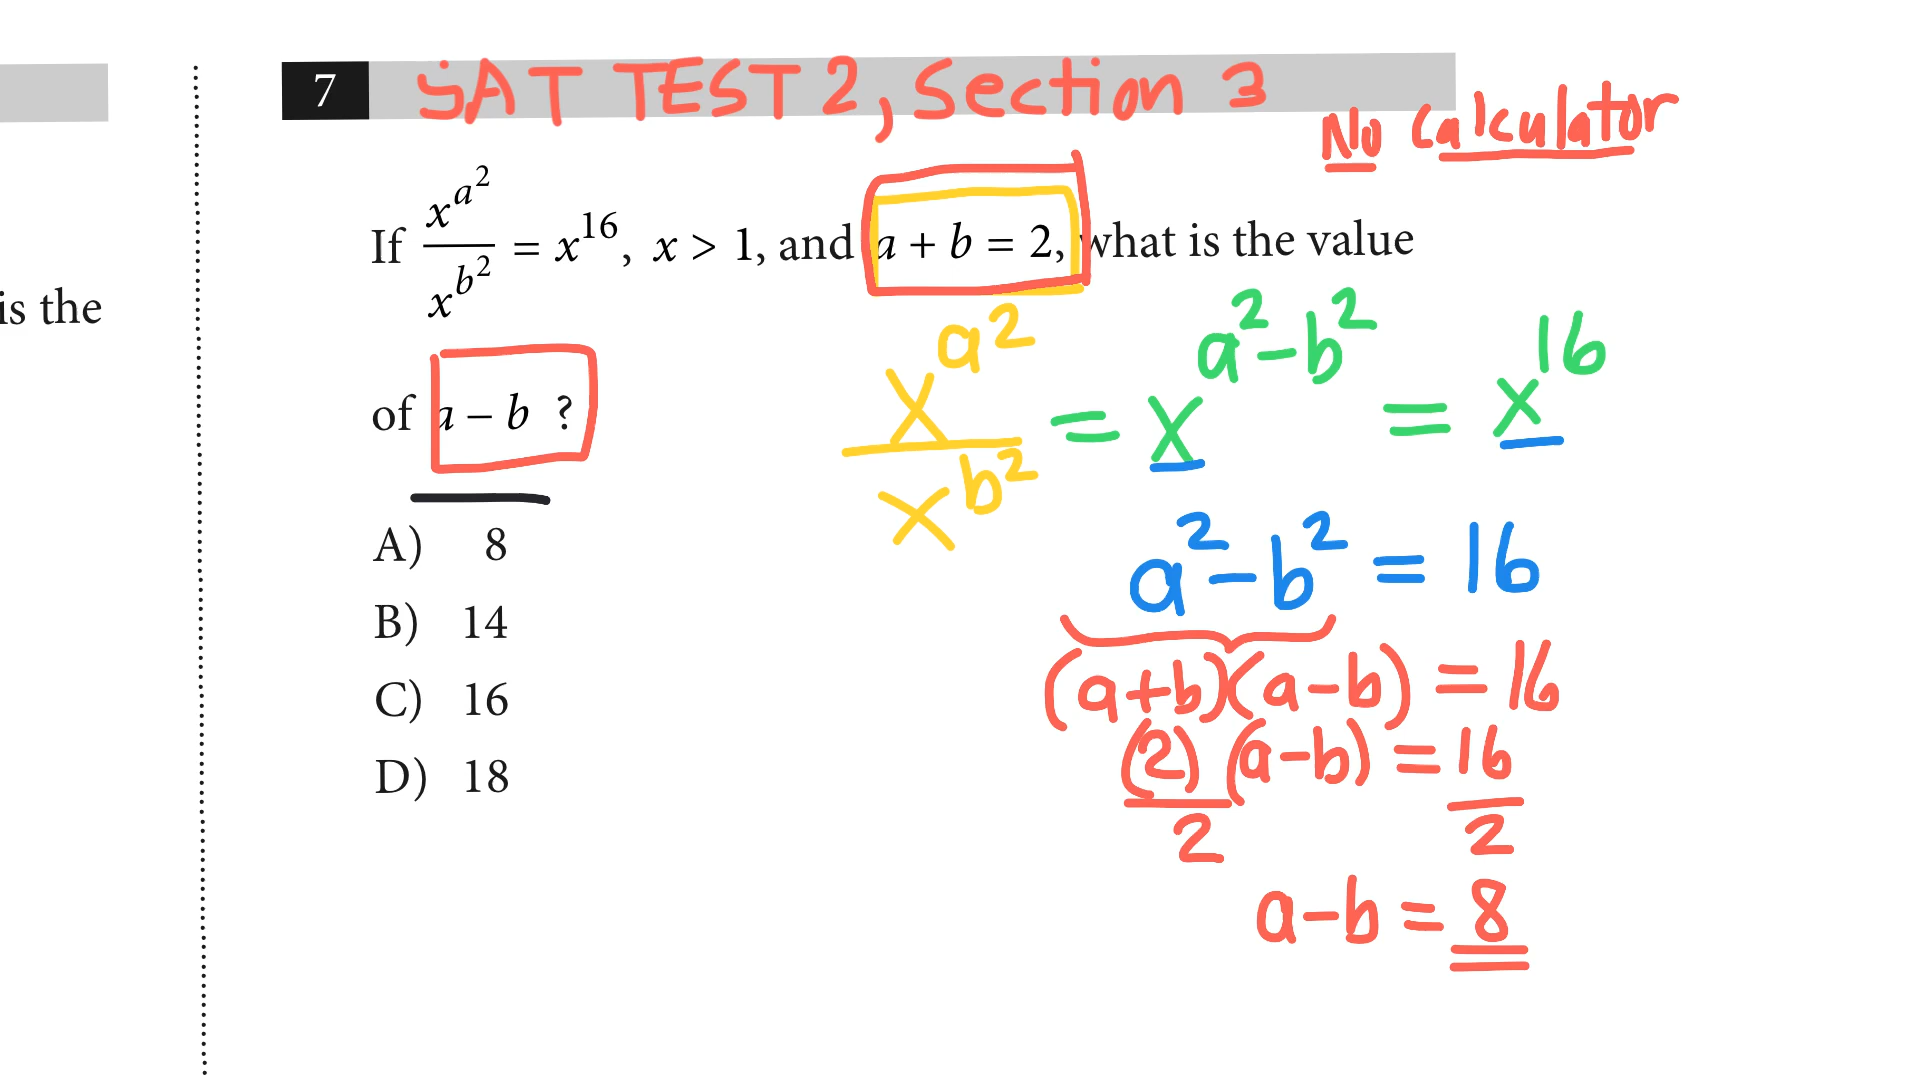 7 SAT TEST 2, Section 3
No Calculator
If x^{a^2}/x^{b^2} = x^{16}, x > 1, and a + b = 2, what is the value
of a − b ?
is the
A) 8
B) 14
C) 16
D) 18
x^{a^2}/x^{b^2} = x^{a^2−b^2} = x^{16}
a^2−b^2 = 16
(a+b)(a−b) = 16
(2)(a−b)/2 = 16/2
a−b = 8